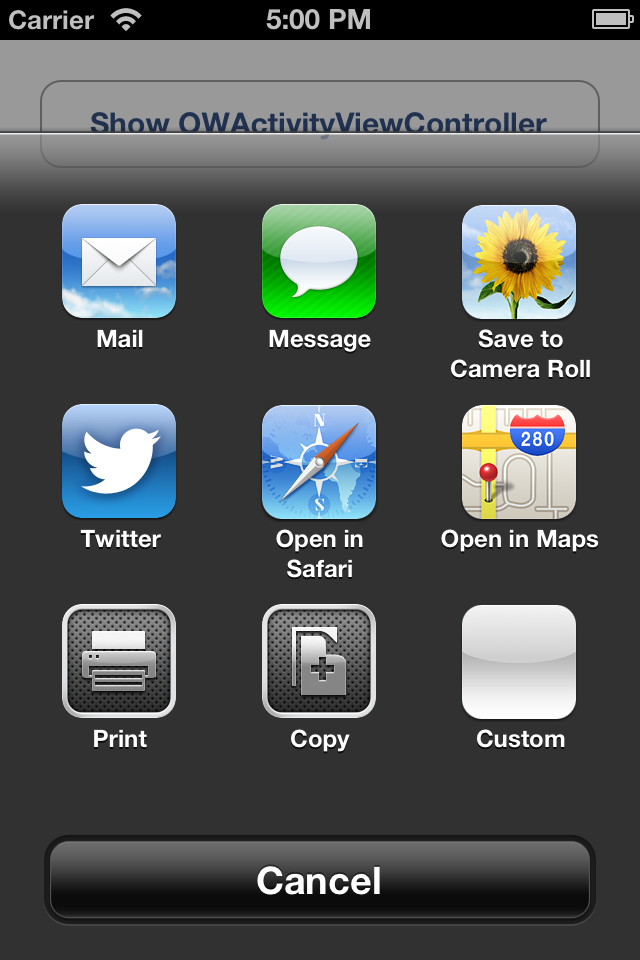 Carrier 5:00 PM
Show OWActivityViewController
Mail
Message
Save to
Camera Roll
N
W
E
S
280
Twitter
Open in
Safari
Open in Maps
Print
Copy
Custom
Cancel